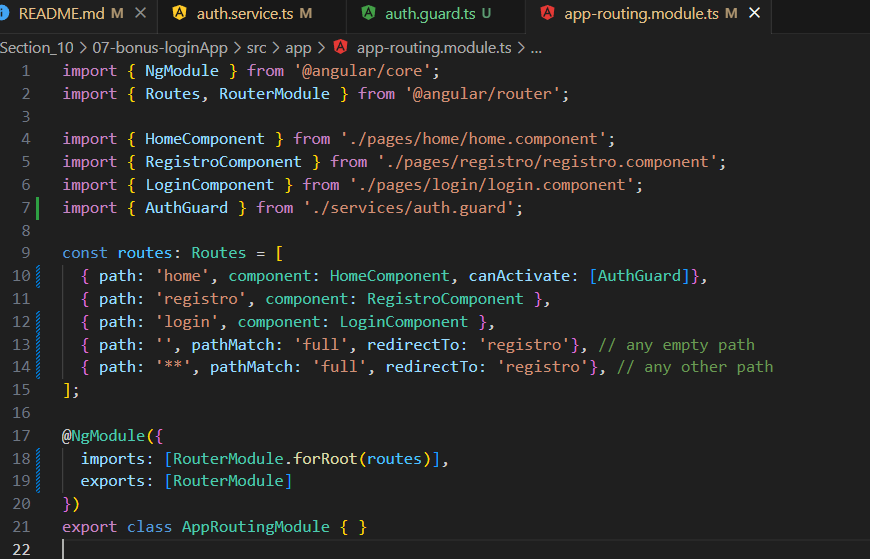 README.md M auth.service.ts M auth.guard.ts U app-routing.module.ts M
Section_10 > 07-bonus-loginApp > src > app > app-routing.module.ts > ...
1 import { NgModule } from '@angular/core';
2 import { Routes, RouterModule } from '@angular/router';
3
4 import { HomeComponent } from './pages/home/home.component';
5 import { RegistroComponent } from './pages/registro/registro.component';
6 import { LoginComponent } from './pages/login/login.component';
7 import { AuthGuard } from './services/auth.guard';
8
9 const routes: Routes = [
10 { path: 'home', component: HomeComponent, canActivate: [AuthGuard]},
11 { path: 'registro', component: RegistroComponent },
12 { path: 'login', component: LoginComponent },
13 { path: '', pathMatch: 'full', redirectTo: 'registro'}, // any empty path
14 { path: '**', pathMatch: 'full', redirectTo: 'registro'}, // any other path
15 ];
16
17 @NgModule({
18 imports: [RouterModule.forRoot(routes)],
19 exports: [RouterModule]
20 })
21 export class AppRoutingModule { }
22